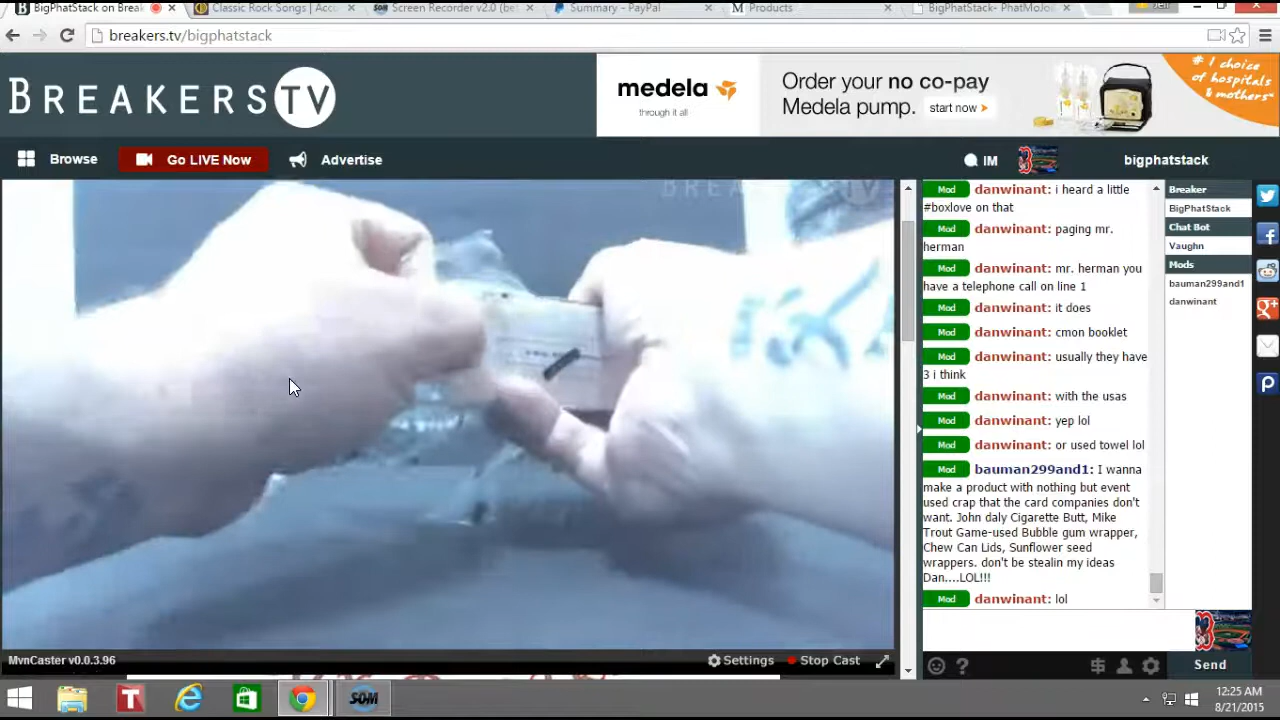 BigPhatStack on Break
Classic Rock Songs | Acc
Screen Recorder v2.0 (be
Summary - PayPal
Products
BigPhatStack- PhatMoJo
Jeff
breakers.tv/bigphatstack
BREAKERS TV
medela
through it all
Order your no co-pay
Medela pump. start now >
# 1 choice
of hospitals
& mothers*
Browse
Go LIVE Now
Advertise
IM
bigphatstack
BREAKERS TV
Mod danwinant: i heard a little
#boxlove on that
Mod danwinant: paging mr.
herman
Mod danwinant: mr. herman you
have a telephone call on line 1
Mod danwinant: it does
Mod danwinant: cmon booklet
Mod danwinant: usually they have
3 i think
Mod danwinant: with the usas
Mod danwinant: yep lol
Mod danwinant: or used towel lol
Mod bauman299and1: I wanna
make a product with nothing but event
used crap that the card companies don't
want. John daly Cigarette Butt, Mike
Trout Game-used Bubble gum wrapper,
Chew Can Lids, Sunflower seed
wrappers. don't be stealin my ideas
Dan....LOL!!!
Mod danwinant: lol
Breaker
BigPhatStack
Chat Bot
Vaughn
Mods
bauman299and1
danwinant
MvnCaster v0.0.3.96
Settings
Stop Cast
Send
SOM
12:25 AM
8/21/2015